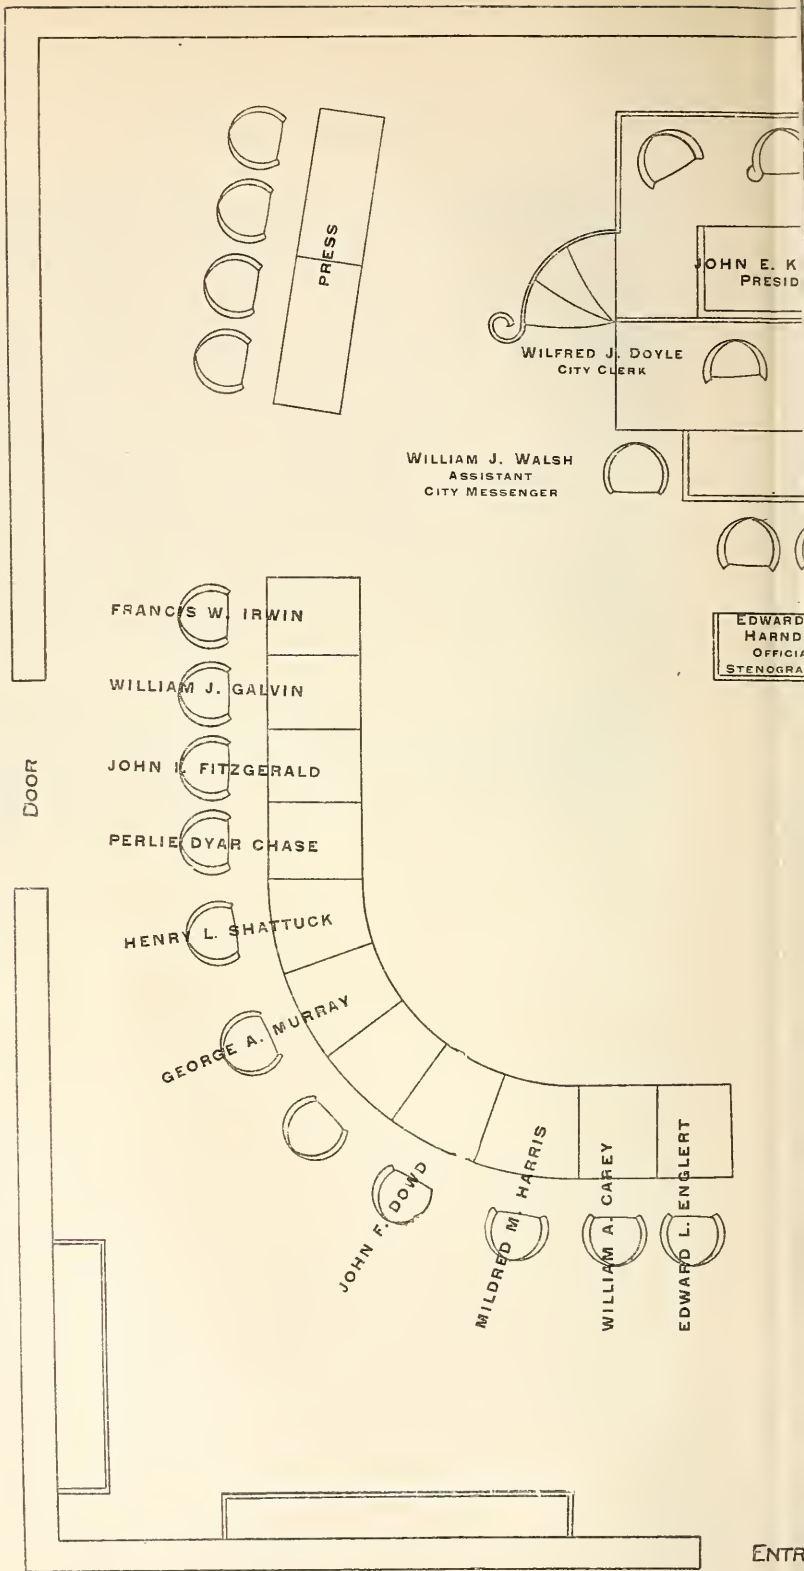 PRESS
JOHN E. K
PRESID
WILFRED J. DOYLE
CITY CLERK
WILLIAM J. WALSH
ASSISTANT
CITY MESSENGER
EDWARD
HARND
OFFICIA
STENOGRA
FRANCIS W. IRWIN
WILLIAM J. GALVIN
JOHN I. FITZGERALD
PERLIE DYAR CHASE
HENRY L. SHATTUCK
GEORGE A. MURRAY
JOHN F. DOWD
MILDRED M. HARRIS
WILLIAM A. CAREY
EDWARD L. ENGLERT
DOOR
ENTR